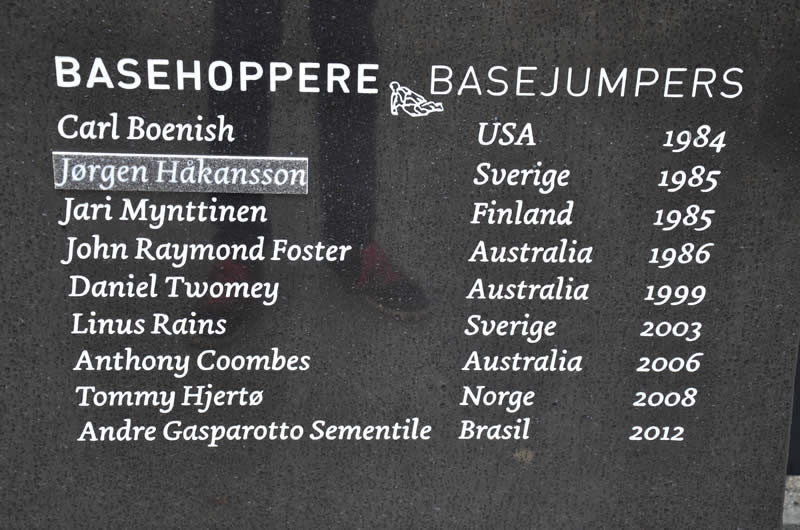 BASEHOPPERE BASEJUMPERS
Carl Boenish USA 1984
Jørgen Håkansson Sverige 1985
Jari Mynttinen Finland 1985
John Raymond Foster Australia 1986
Daniel Twomey Australia 1999
Linus Rains Sverige 2003
Anthony Coombes Australia 2006
Tommy Hjertø Norge 2008
Andre Gasparotto Sementile Brasil 2012